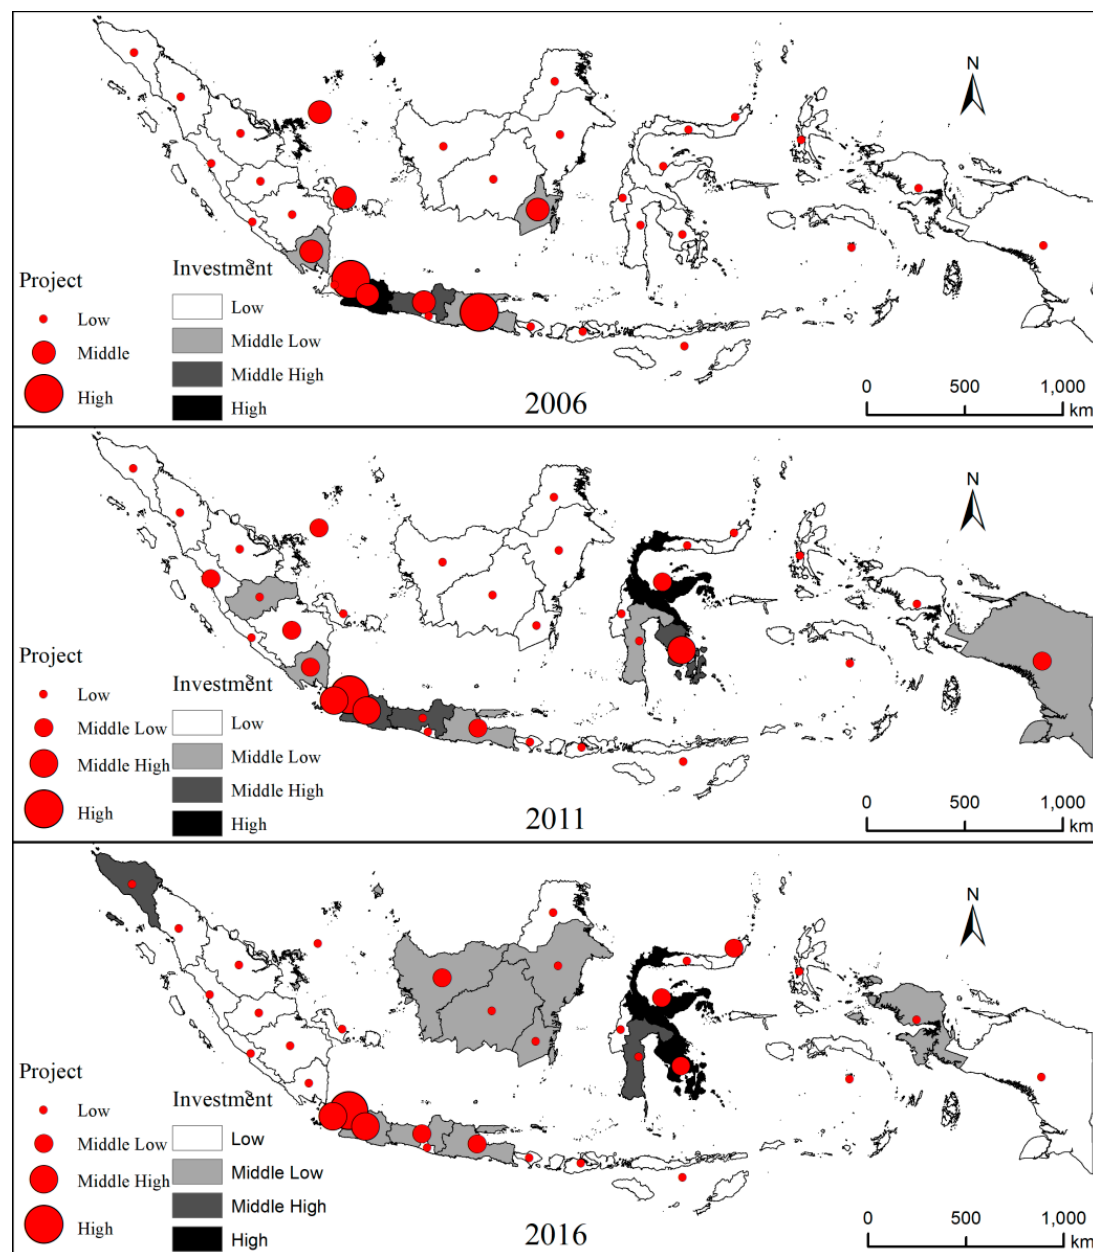 N
Project
Low
Middle
High
Investment
Low
Middle Low
Middle High
High
2006
0 500 1,000
km
N
Project
Low
Middle Low
Middle High
High
Investment
Low
Middle Low
Middle High
High
2011
0 500 1,000
km
N
Project
Low
Middle Low
Middle High
High
Investment
Low
Middle Low
Middle High
High
2016
0 500 1,000
km